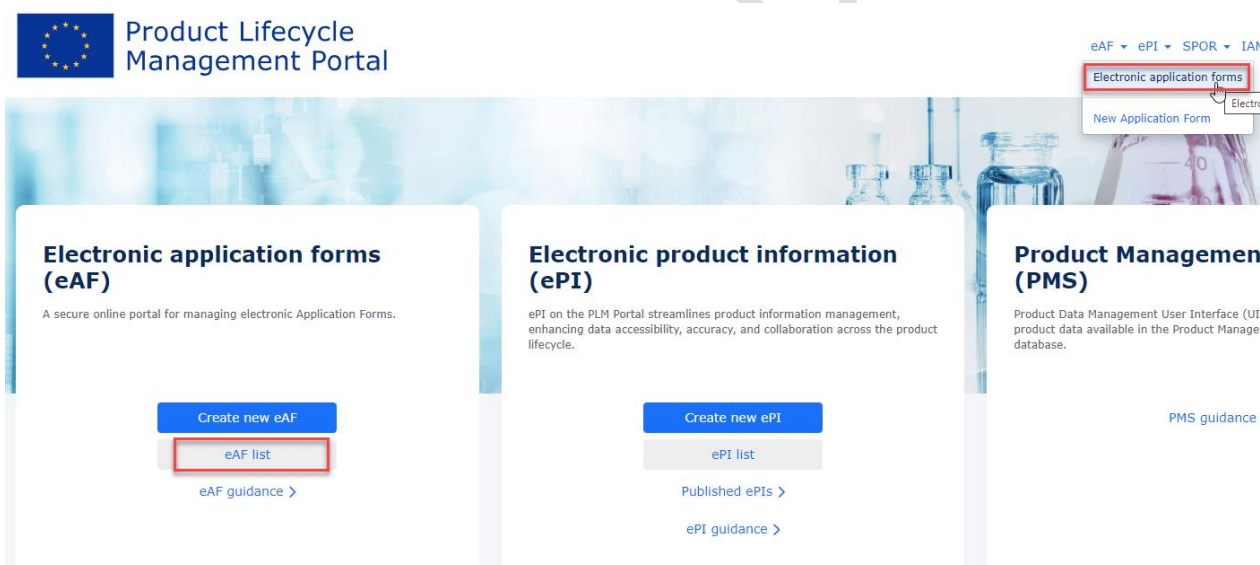 Product Lifecycle
Management Portal
eAF ePI SPOR
Electronic application forms
New Application Form
Electronic application forms
(eAF)
A secure online portal for managing electronic Application Forms.
Create new eAF
eAF list
eAF guidance >
Electronic product information
(ePI)
ePI on the PLM Portal streamlines product information management,
enhancing data accessibility, accuracy, and collaboration across the product
lifecycle.
Create new ePI
ePI list
Published ePIs >
ePI guidance >
Product Managemen
(PMS)
Product Data Management User Interface (UI
product data available in the Product Manage
database.
PMS guidance
40